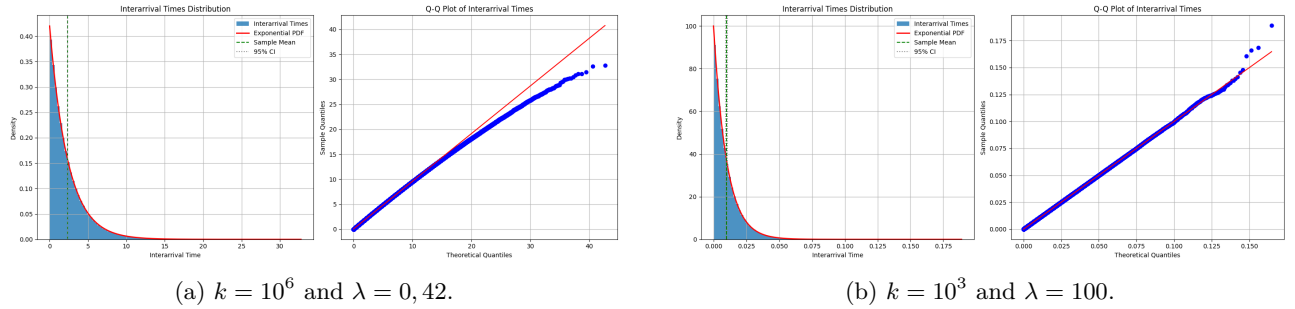 Interarrival Times Distribution
Interarrival Times
Exponential PDF
Sample Mean
95% CI
Density
0.40
0.35
0.30
0.25
0.20
0.15
0.10
0.05
0.00
0 5 10 15 20 25 30
Interarrival Time
Q-Q Plot of Interarrival Times
Sample Quantiles
40
35
30
25
20
15
10
5
0
0 10 20 30 40
Theoretical Quantiles
(a) k = 10⁶ and λ = 0, 42.
Interarrival Times Distribution
Interarrival Times
Exponential PDF
Sample Mean
95% CI
Density
100
80
60
40
20
0
0.000 0.025 0.050 0.075 0.100 0.125 0.150 0.175
Interarrival Time
Q-Q Plot of Interarrival Times
Sample Quantiles
0.175
0.150
0.125
0.100
0.075
0.050
0.025
0.000
0.000 0.025 0.050 0.075 0.100 0.125 0.150
Theoretical Quantiles
(b) k = 10³ and λ = 100.